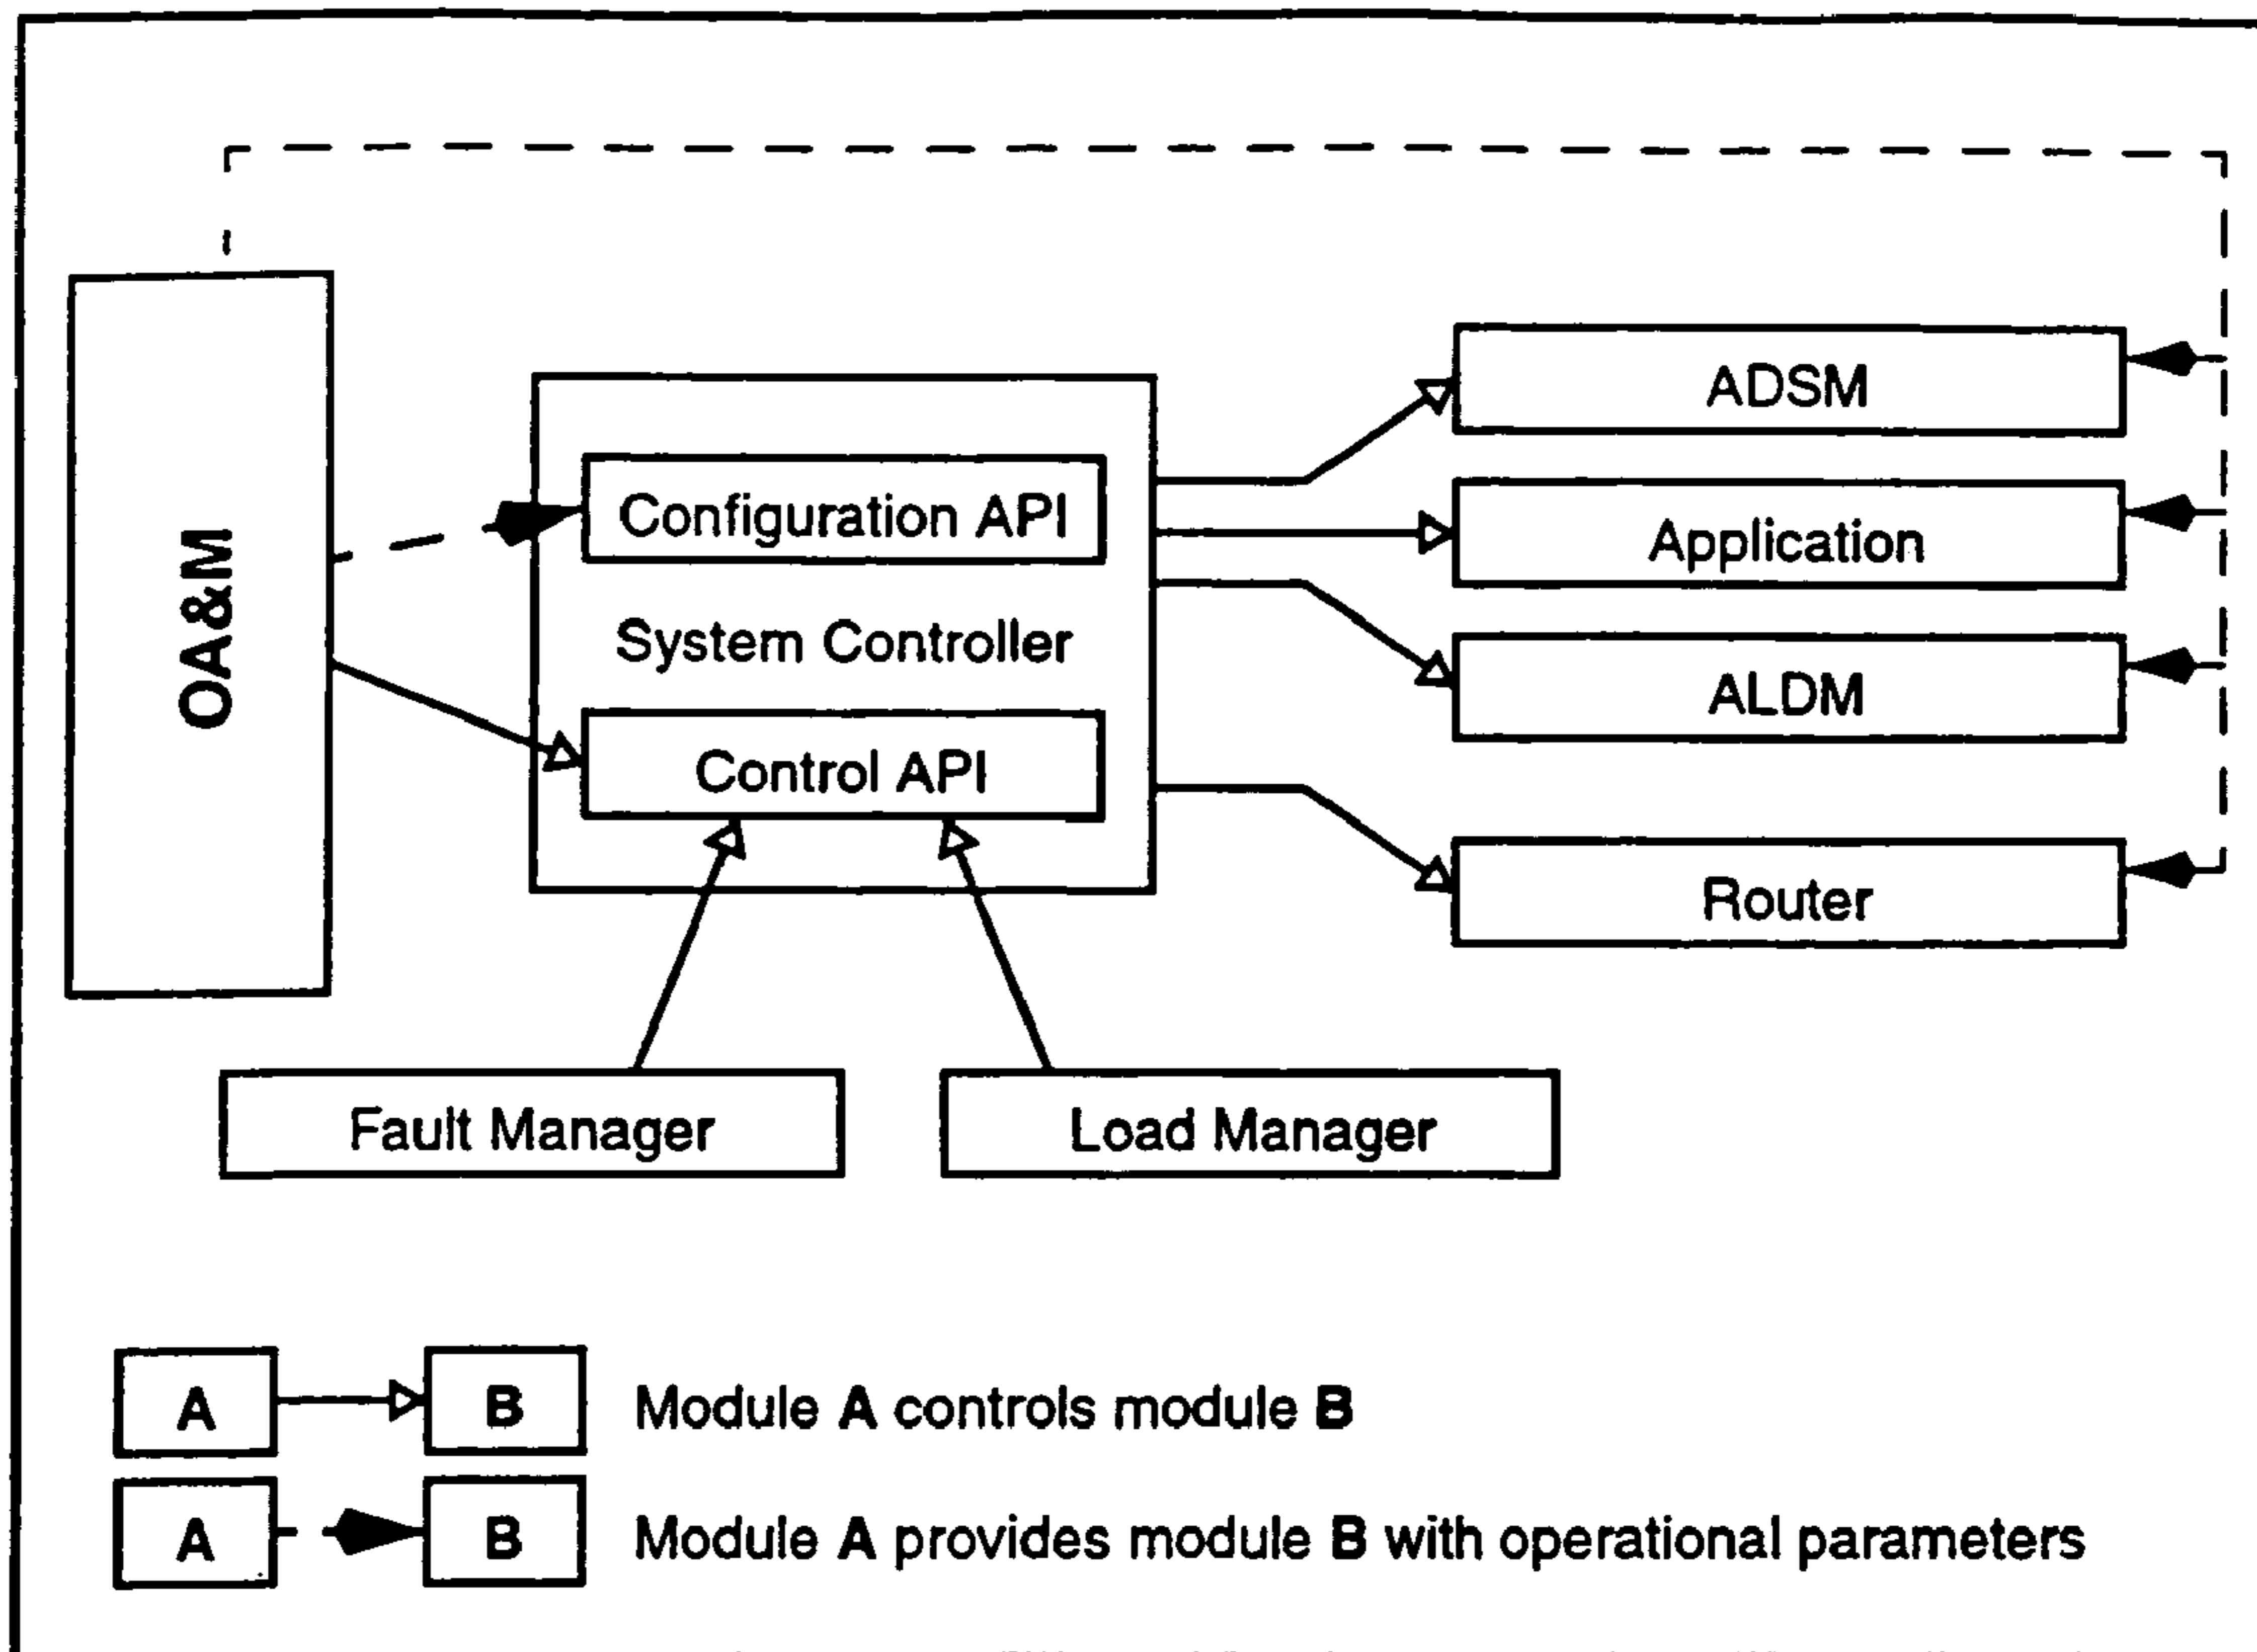 OA&M
Configuration API
System Controller
Control API
ADSM
Application
ALDM
Router
Fault Manager
Load Manager
A B Module A controls module B
A B Module A provides module B with operational parameters